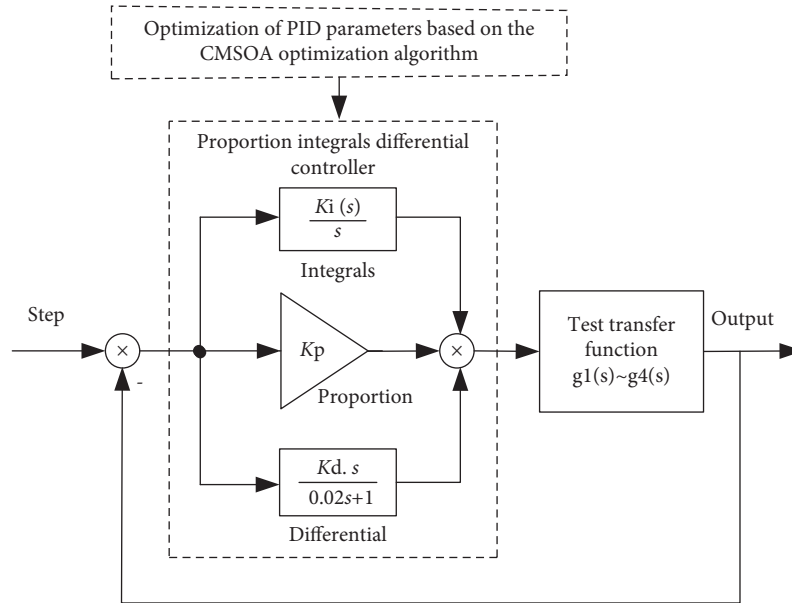 Optimization of PID parameters based on the
CMSOA optimization algorithm
Proportion integrals differential
controller
Ki (s)
s
Integrals
Step
×
-
Kp
Proportion
×
Test transfer
function
g1(s)~g4(s)
Output
Kd. s
0.02s+1
Differential